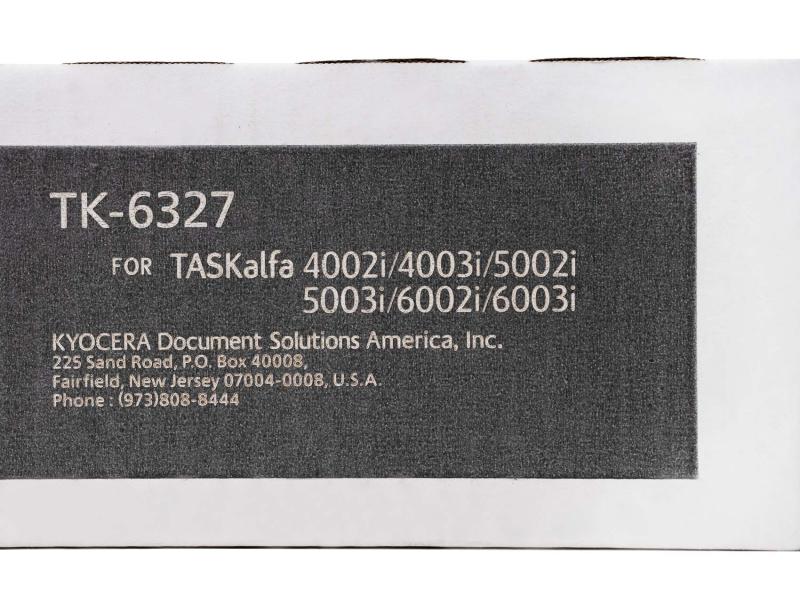 TK-6327
FOR TASKalfa 4002i/4003i/5002i
5003i/6002i/6003i
KYOCERA Document Solutions America, Inc.
225 Sand Road, P.O. Box 40008,
Fairfield, New Jersey 07004-0008, U.S.A.
Phone : (973)808-8444